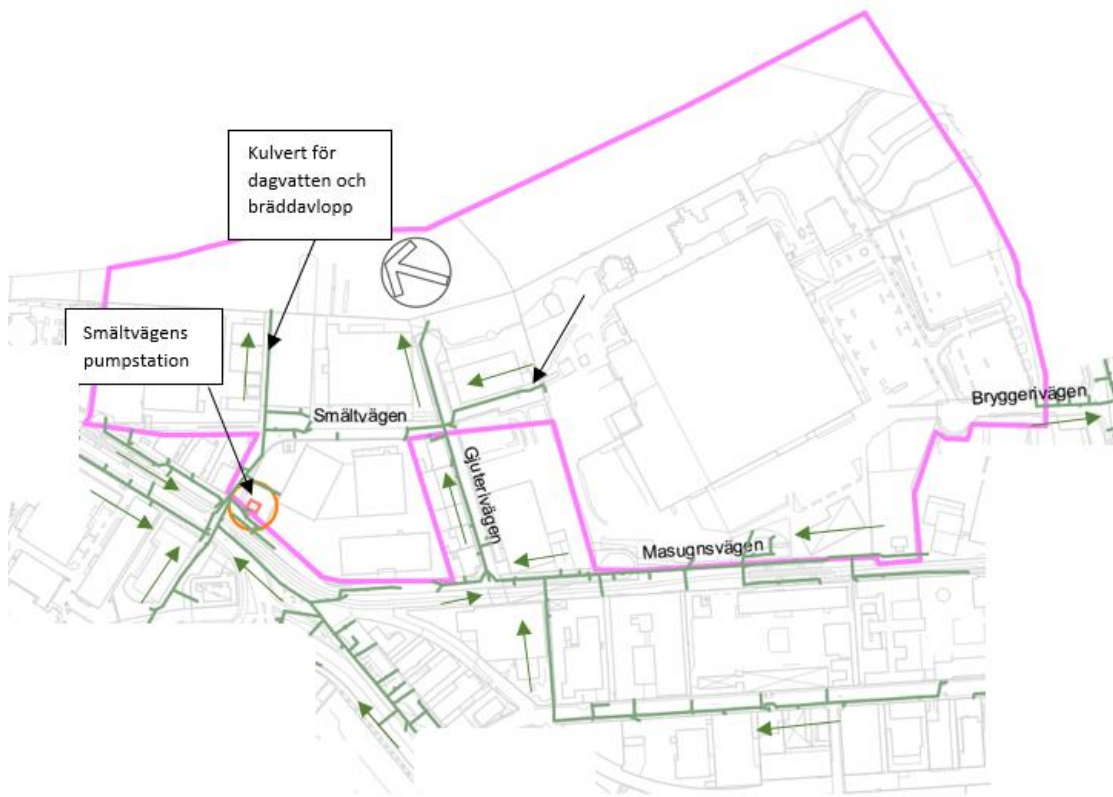 Kulvert för
dagvatten och
bräddavlopp
Smältvägens
pumpstation
Smältvägen
Bryggerivägen
Gjuterivägen
Masugnsvägen